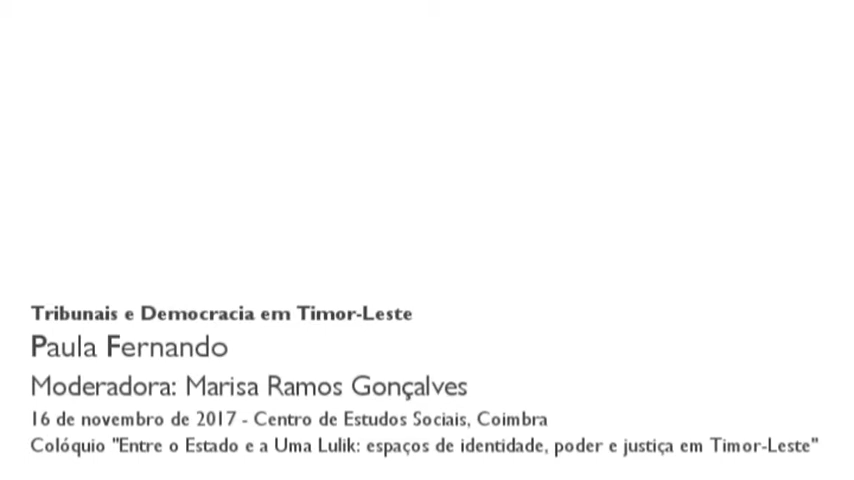 Tribunais e Democracia em Timor-Leste
Paula Fernando
Moderadora: Marisa Ramos Gonçalves
16 de novembro de 2017 - Centro de Estudos Sociais, Coimbra
Colóquio "Entre o Estado e a Uma Lulik: espaços de identidade, poder e justiça em Timor-Leste"